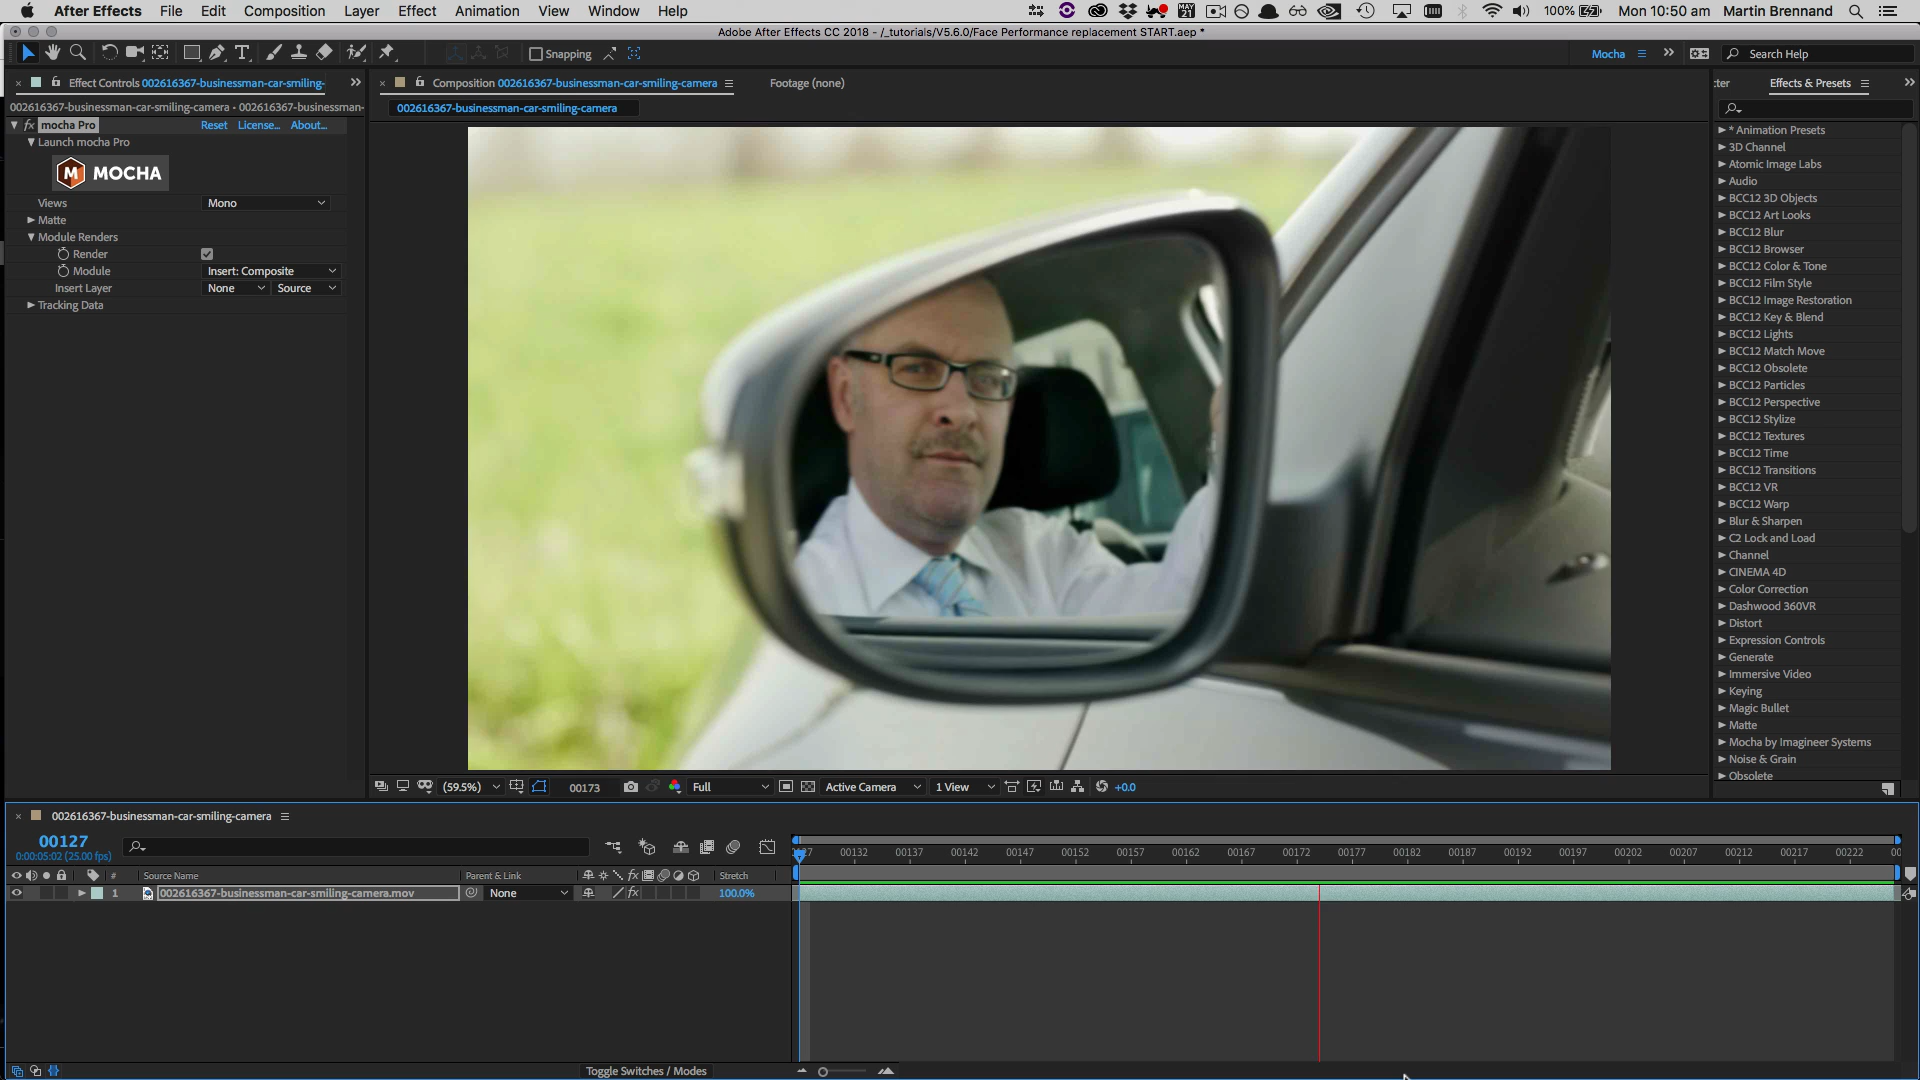 After Effects File Edit Composition Layer Effect Animation View Window Help
100% Mon 10:50 am Martin Brennand
Adobe After Effects CC 2018 - /_tutorials/V5.6.0/Face Performance replacement START.aep *
Snapping
Mocha
Search Help
Effect Controls 002616367-businessman-car-smiling-
Composition 002616367-businessman-car-smiling-camera
Footage (none)
Effects & Presets
002616367-businessman-car-smiling-camera • 002616367-businessman-
002616367-businessman-car-smiling-camera
fx mocha Pro Reset License... About...
Launch mocha Pro
M MOCHA
Views Mono
Matte
Module Renders
Render
Module Insert: Composite
Insert Layer None Source
Tracking Data
* Animation Presets
3D Channel
Atomic Image Labs
Audio
BCC12 3D Objects
BCC12 Art Looks
BCC12 Blur
BCC12 Browser
BCC12 Color & Tone
BCC12 Film Style
BCC12 Image Restoration
BCC12 Key & Blend
BCC12 Lights
BCC12 Match Move
BCC12 Obsolete
BCC12 Particles
BCC12 Perspective
BCC12 Stylize
BCC12 Textures
BCC12 Time
BCC12 Transitions
BCC12 VR
BCC12 Warp
Blur & Sharpen
C2 Lock and Load
Channel
CINEMA 4D
Color Correction
Dashwood 360VR
Distort
Expression Controls
Generate
Immersive Video
Keying
Magic Bullet
Matte
Mocha by Imagineer Systems
Noise & Grain
Obsolete
(59.5%) 00173 Full Active Camera 1 View +0.0
002616367-businessman-car-smiling-camera
00127
0:00:05:02 (25.00 fps)
00132 00137 00142 00147 00152 00157 00162 00167 00172 00177 00182 00187 00192 00197 00202 00207 00212 00217 00222
# Source Name Parent & Link fx Stretch
1 002616367-businessman-car-smiling-camera.mov None fx 100.0%
Toggle Switches / Modes